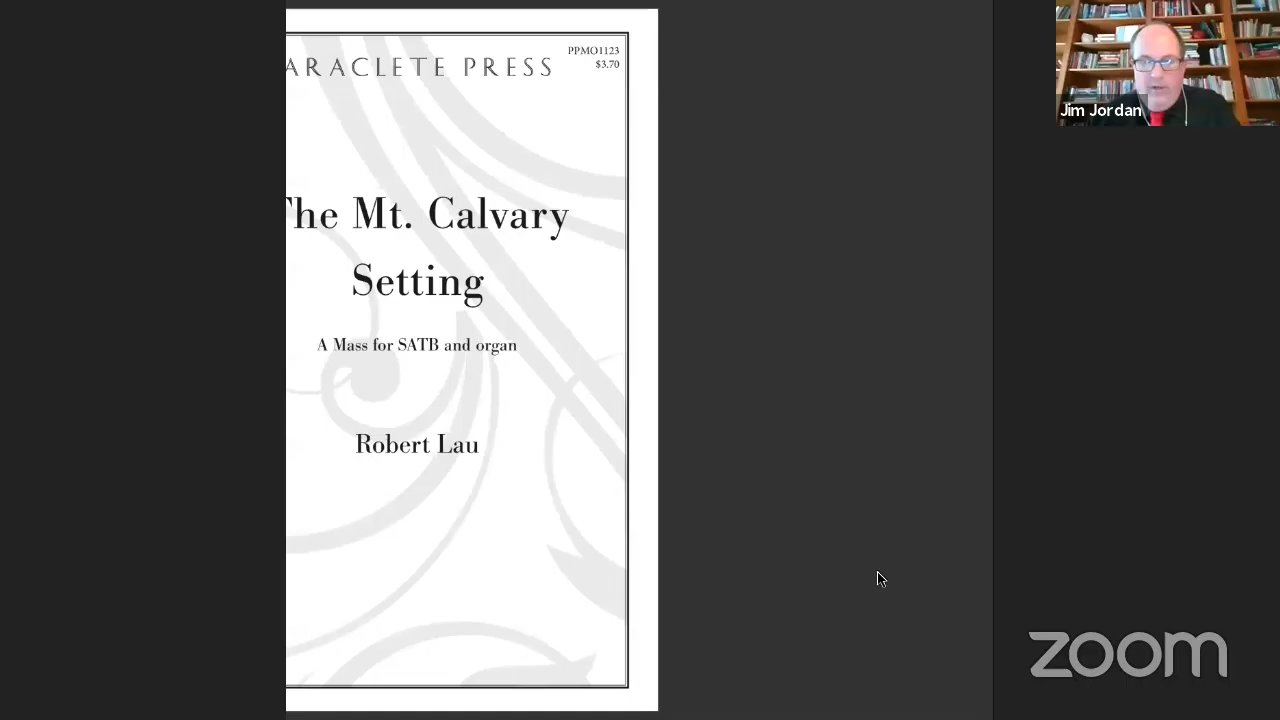 PPMO1123
ARACLETE PRESS
$3.70
The Mt. Calvary
Setting
A Mass for SATB and organ
Robert Lau
Jim Jordan
zoom